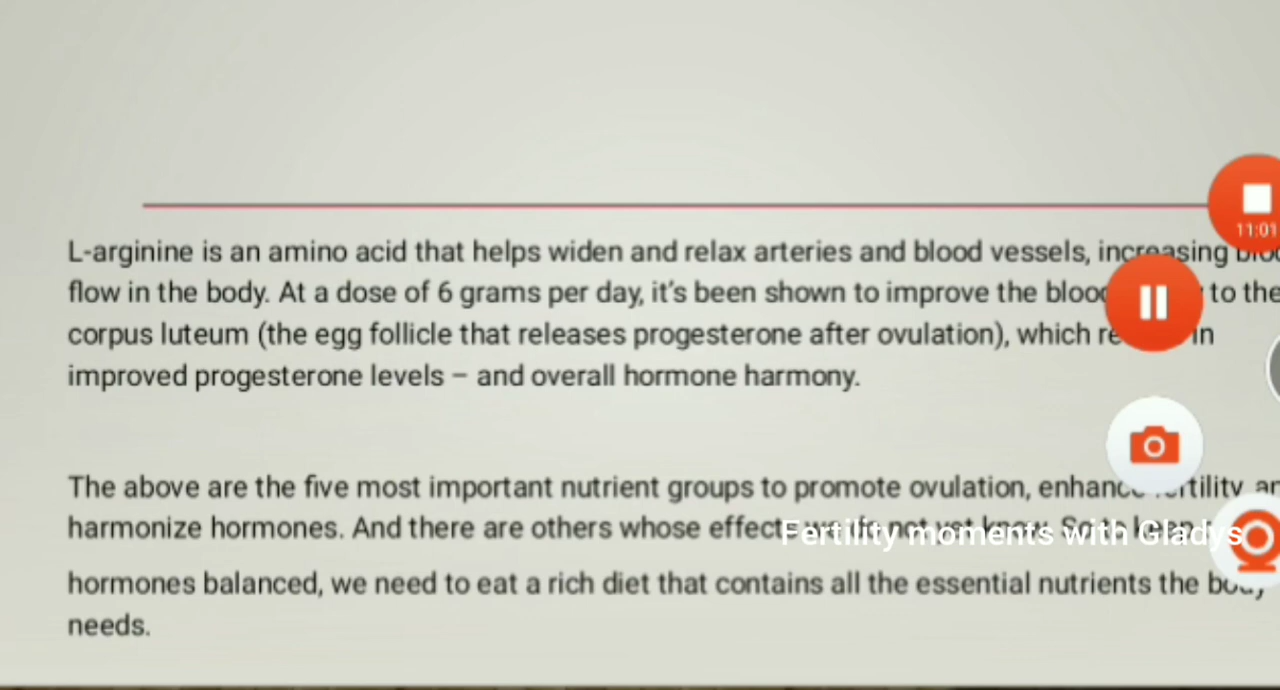 L-arginine is an amino acid that helps widen and relax arteries and blood vessels, increasing
flow in the body. At a dose of 6 grams per day, it's been shown to improve the to the
corpus luteum (the egg follicle that releases progesterone after ovulation), which in
improved progesterone levels – and overall hormone harmony.
The above are the five most important nutrient groups to promote ovulation, enhance fertility
harmonize hormones. And there are others whose
hormones balanced, we need to eat a rich diet that contains all the essential nutrients the body
needs.
11:01
Fertility moments with Gladys